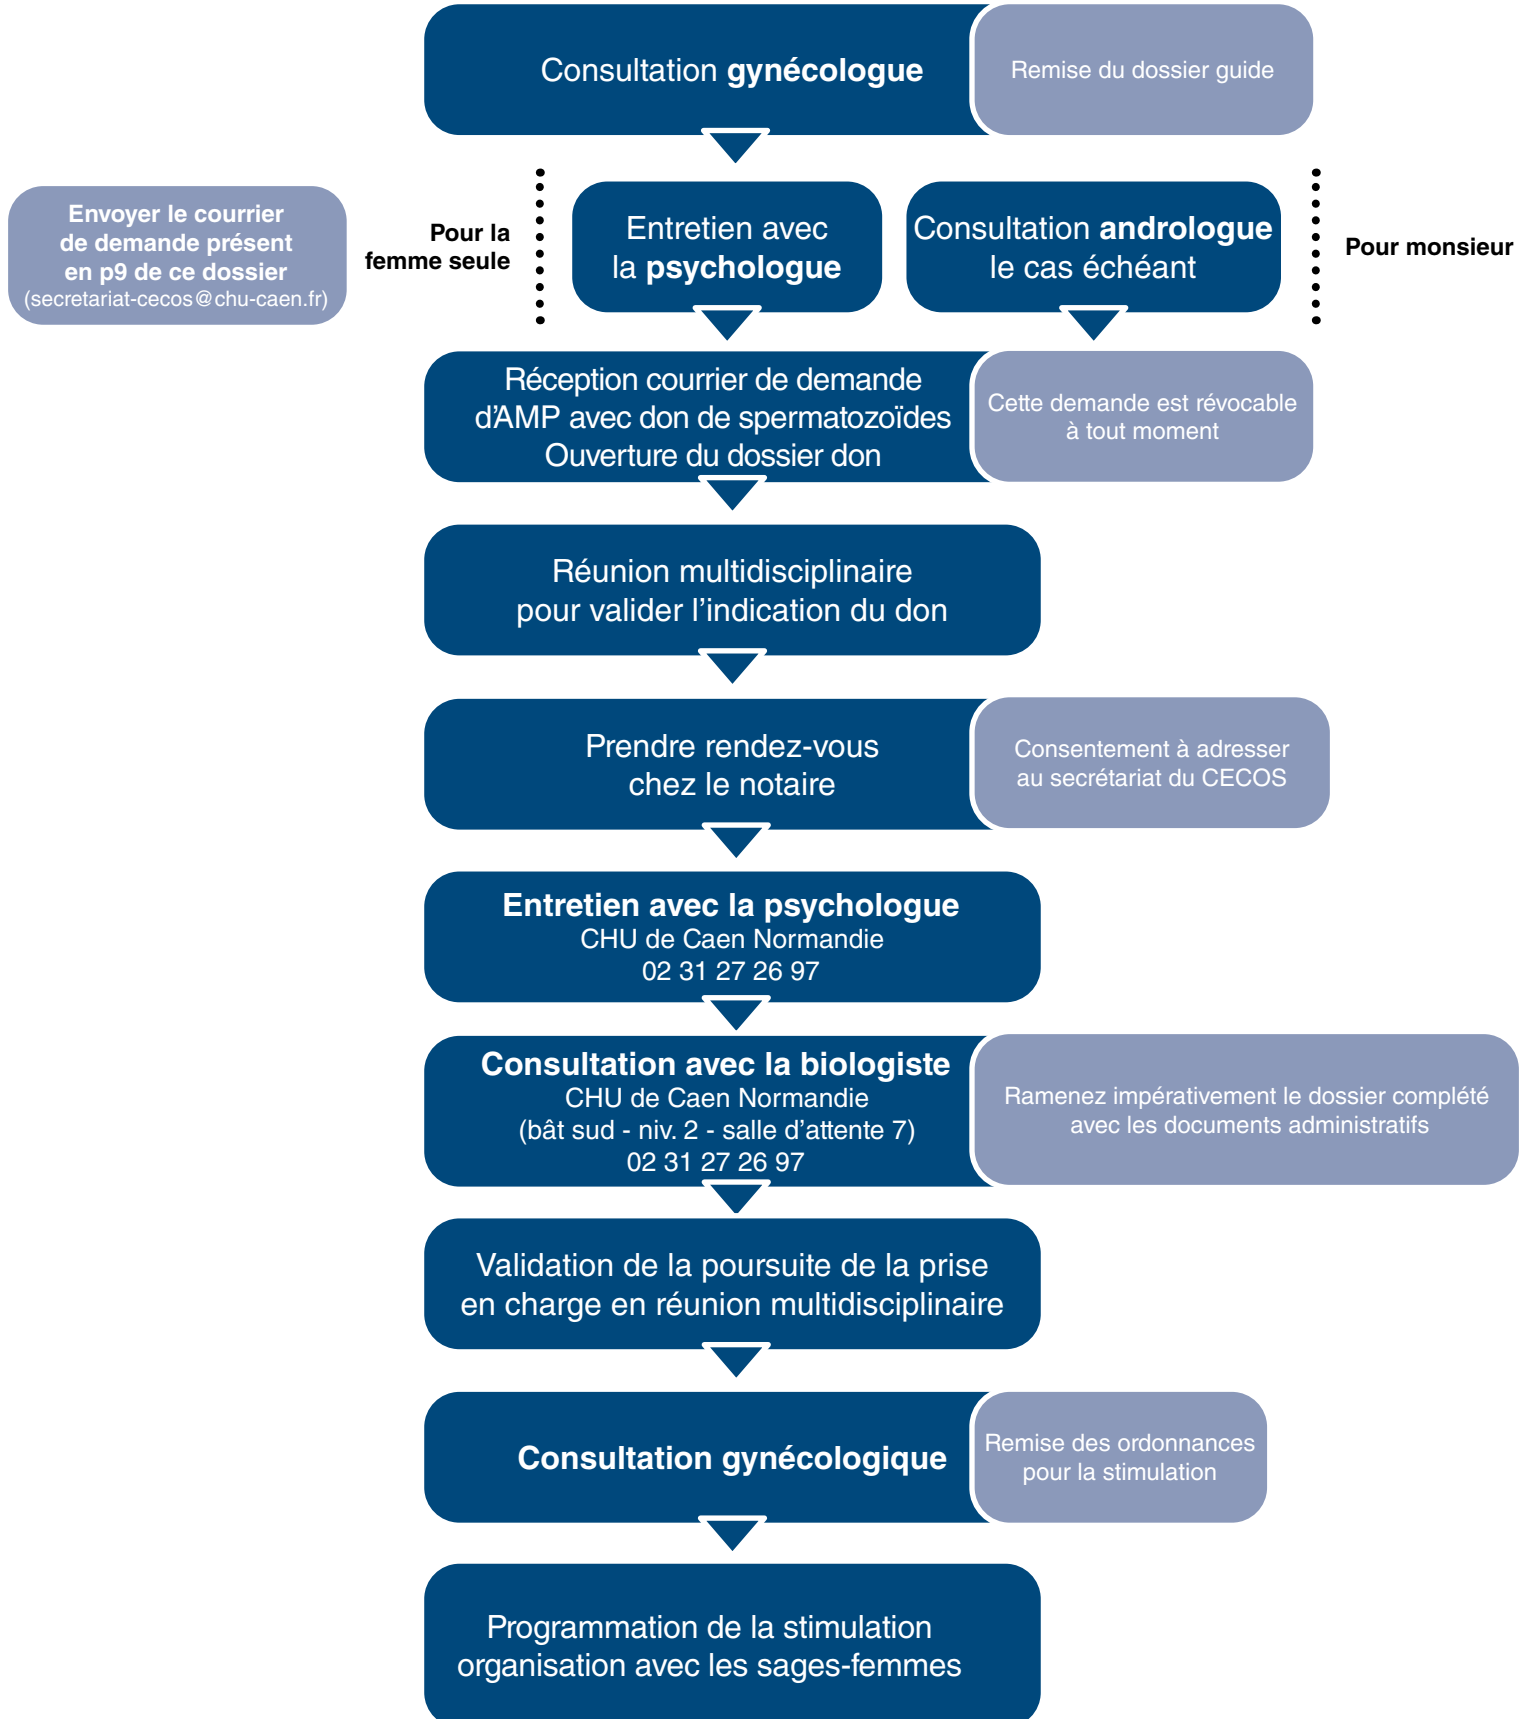 Consultation gynécologue
Remise du dossier guide
Envoyer le courrier
de demande présent
en p9 de ce dossier
(secretariat-cecos@chu-caen.fr)
Pour la
femme seule
Entretien avec
la psychologue
Consultation andrologue
le cas échéant
Pour monsieur
Réception courrier de demande
d'AMP avec don de spermatozoïdes
Ouverture du dossier don
Cette demande est révocable
à tout moment
Réunion multidisciplinaire
pour valider l'indication du don
Prendre rendez-vous
chez le notaire
Consentement à adresser
au secrétariat du CECOS
Entretien avec la psychologue
CHU de Caen Normandie
02 31 27 26 97
Consultation avec la biologiste
CHU de Caen Normandie
(bât sud - niv. 2 - salle d'attente 7)
02 31 27 26 97
Ramenez impérativement le dossier complété
avec les documents administratifs
Validation de la poursuite de la prise
en charge en réunion multidisciplinaire
Consultation gynécologique
Remise des ordonnances
pour la stimulation
Programmation de la stimulation
organisation avec les sages-femmes